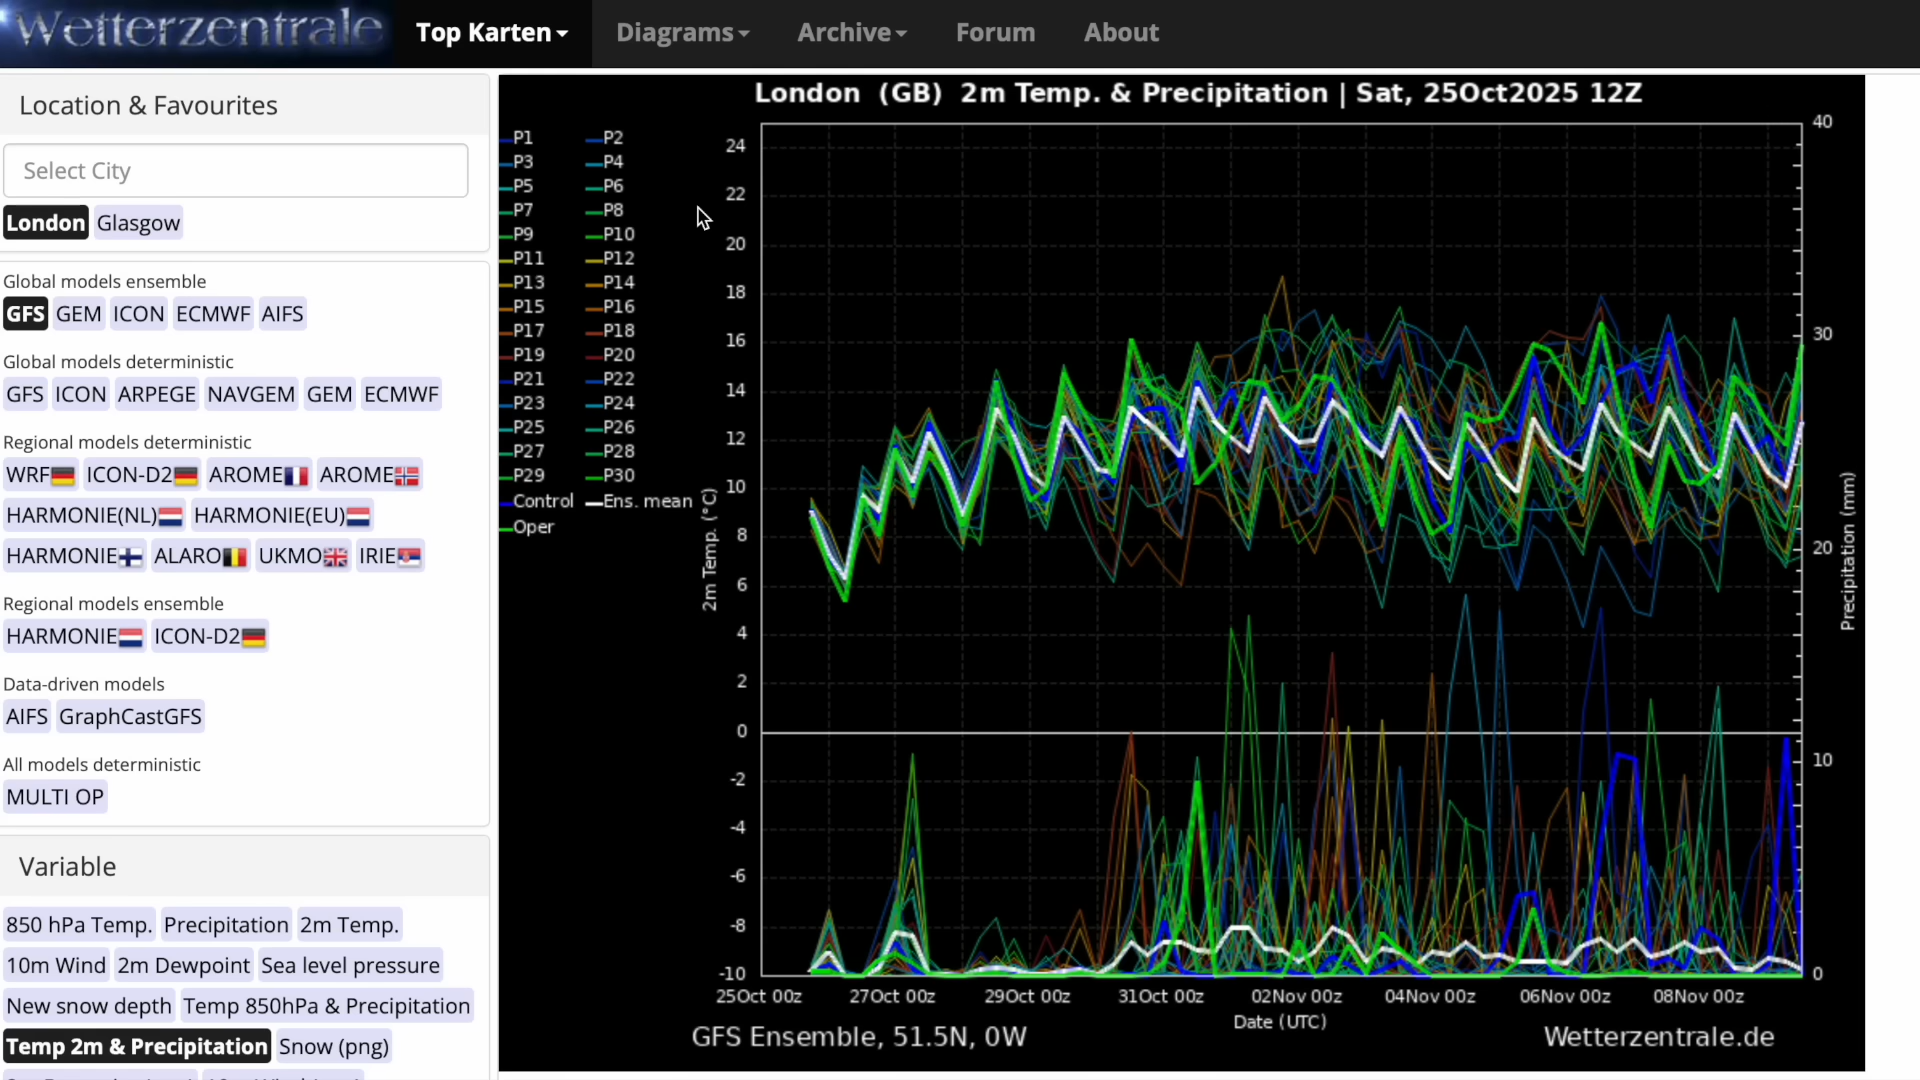 Wetterzentrale Top Karten Diagrams Archive Forum About
Location & Favourites
Select City
London Glasgow
Global models ensemble
GFS GEM ICON ECMWF AIFS
Global models deterministic
GFS ICON ARPEGE NAVGEM GEM ECMWF
Regional models deterministic
WRF ICON-D2 AROME AROME
HARMONIE(NL) HARMONIE(EU)
HARMONIE ALARO UKMO IRIE
Regional models ensemble
HARMONIE ICON-D2
Data-driven models
AIFS GraphCastGFS
All models deterministic
MULTI OP
Variable
850 hPa Temp. Precipitation 2m Temp.
10m Wind 2m Dewpoint Sea level pressure
New snow depth Temp 850hPa & Precipitation
Temp 2m & Precipitation Snow (png)
London (GB) 2m Temp. & Precipitation | Sat, 25Oct2025 12Z
P1 P2
P3 P4
P5 P6
P7 P8
P9 P10
P11 P12
P13 P14
P15 P16
P17 P18
P19 P20
P21 P22
P23 P24
P25 P26
P27 P28
P29 P30
Control Ens. mean
Oper
2m Temp. (°C)
24
22
20
18
16
14
12
10
8
6
4
2
0
-2
-4
-6
-8
-10
40
30
20
10
0
Precipitation (mm)
25Oct 00z 27Oct 00z 29Oct 00z 31Oct 00z 02Nov 00z 04Nov 00z 06Nov 00z 08Nov 00z
Date (UTC)
GFS Ensemble, 51.5N, 0W
Wetterzentrale.de